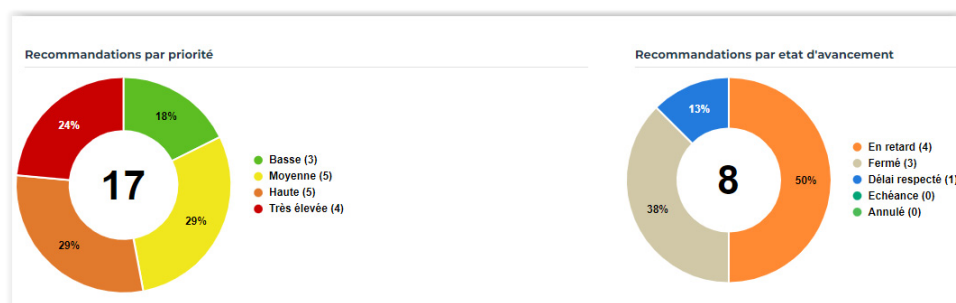 Recommandations par priorité
24%
18%
17
29%
29%
Basse (3)
Moyenne (5)
Haute (5)
Très élevée (4)
Recommandations par etat d'avancement
13%
8
50%
38%
En retard (4)
Fermé (3)
Délai respecté (1)
Echéance (0)
Annulé (0)